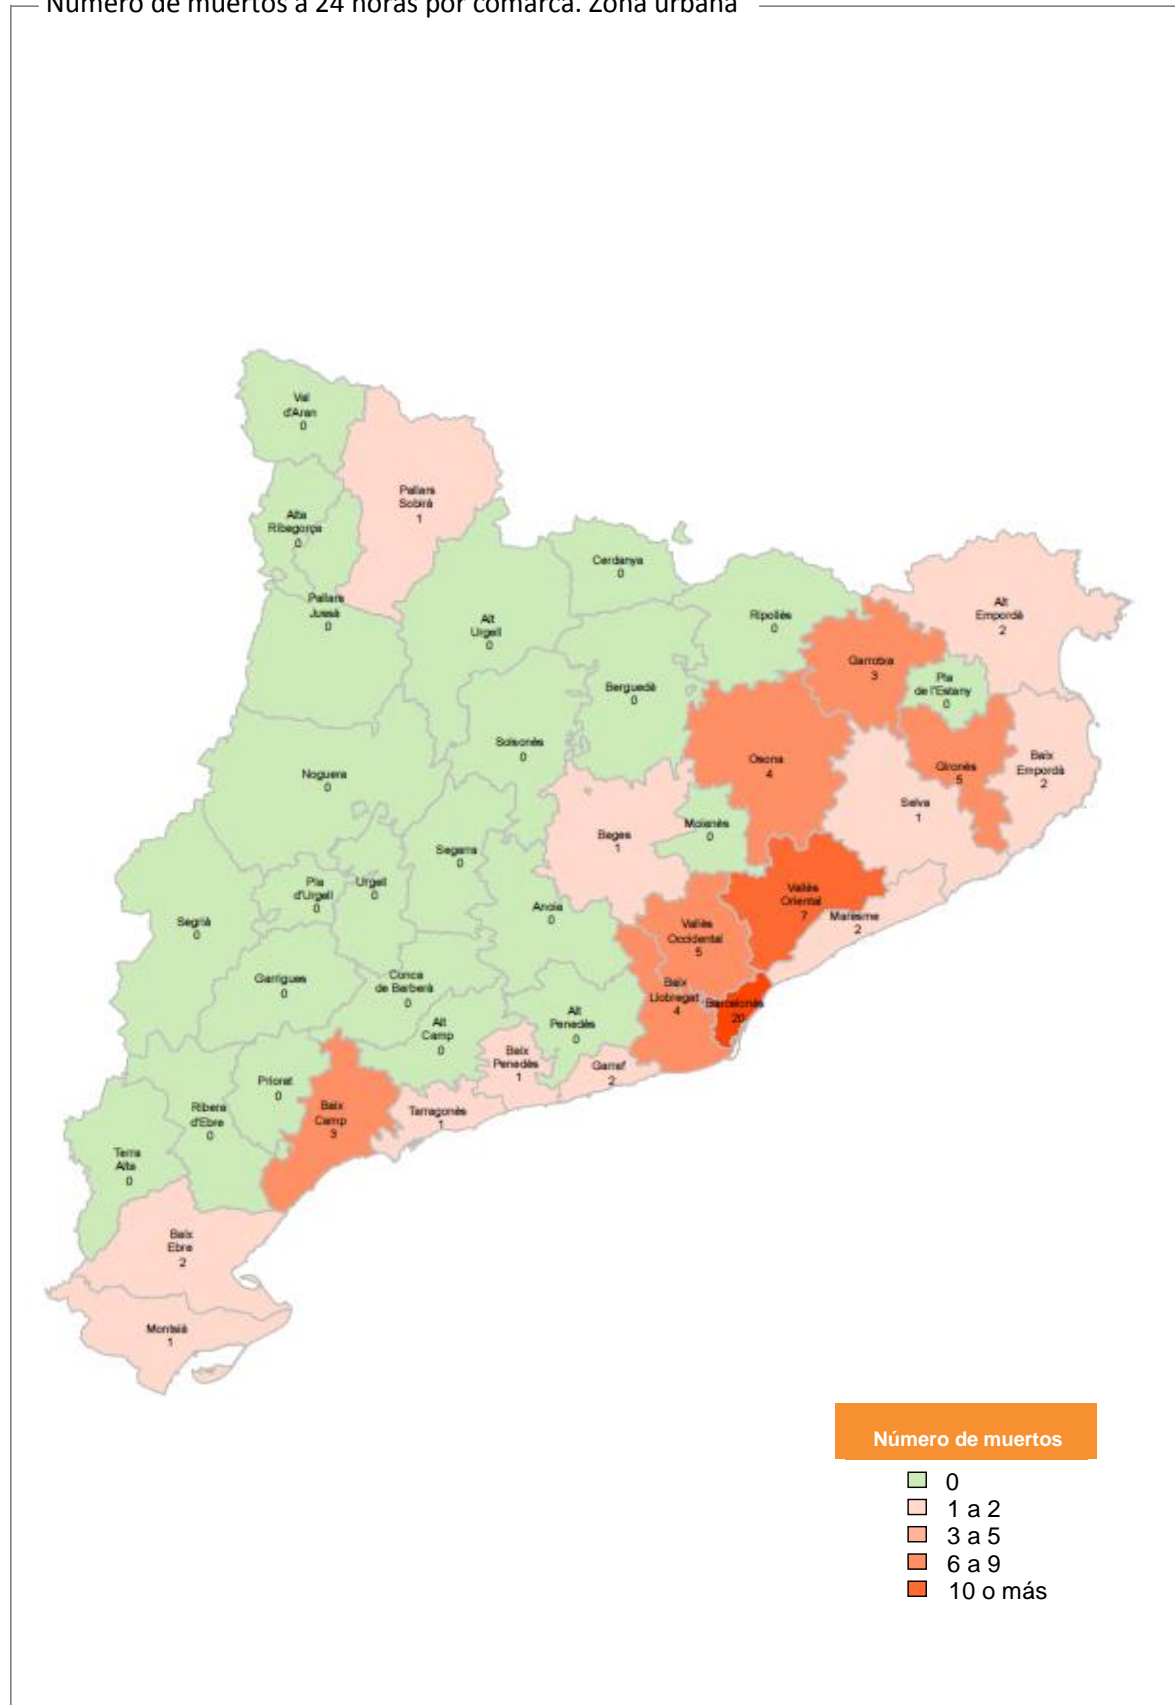 Número de muertos a 24 horas por comarca. Zona urbana
Val
d'Aran
0
Pallars
Sobirà
1
Alta
Ribagorça
0
Cerdanya
0
Pallars
Jussà
0
Alt
Urgell
0
Ripollès
0
Alt
Empordà
2
Garrotxa
3
Pla
de l'Estany
0
Berguedà
0
Solsonès
0
Osona
4
Gironès
5
Baix
Empordà
2
Noguera
0
Selva
1
Bages
1
Moianès
0
Segarra
0
Pla
d'Urgell
0
Urgell
0
Vallès
Oriental
7
Anoia
0
Maresme
2
Segrià
0
Vallès
Occidental
5
Garrigues
0
Conca
de Barberà
0
Baix
Llobregat
4
Barcelonès
20
Alt
Camp
0
Alt
Penedès
0
Baix
Penedès
1
Garraf
2
Priorat
0
Baix
Camp
3
Tarragonès
1
Ribera
d'Ebre
0
Terra
Alta
0
Baix
Ebre
2
Montsià
1
Número de muertos
0
1 a 2
3 a 5
6 a 9
10 o más